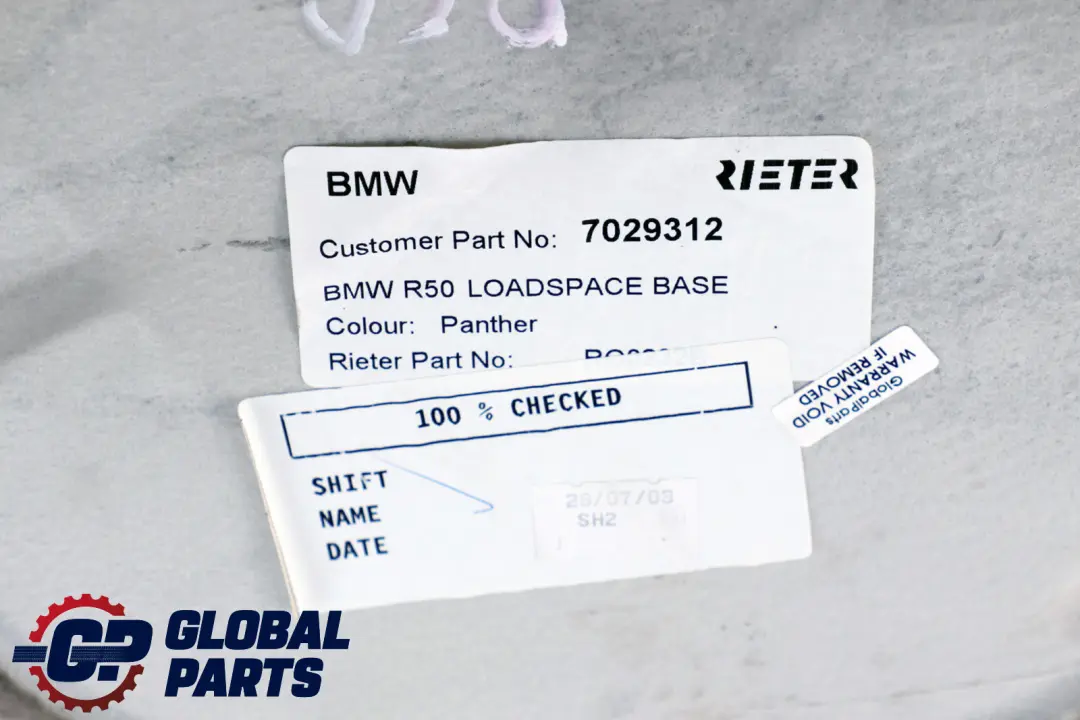 BMW
RIETER
Customer Part No: 7029312
BMW R50 LOADSPACE BASE
Colour: Panther
Rieter Part No:
100 % CHECKED
SHIFT
NAME
DATE
SH2
GlobalParts
WARRANTY VOID
IF REMOVED
GP
GLOBAL
PARTS